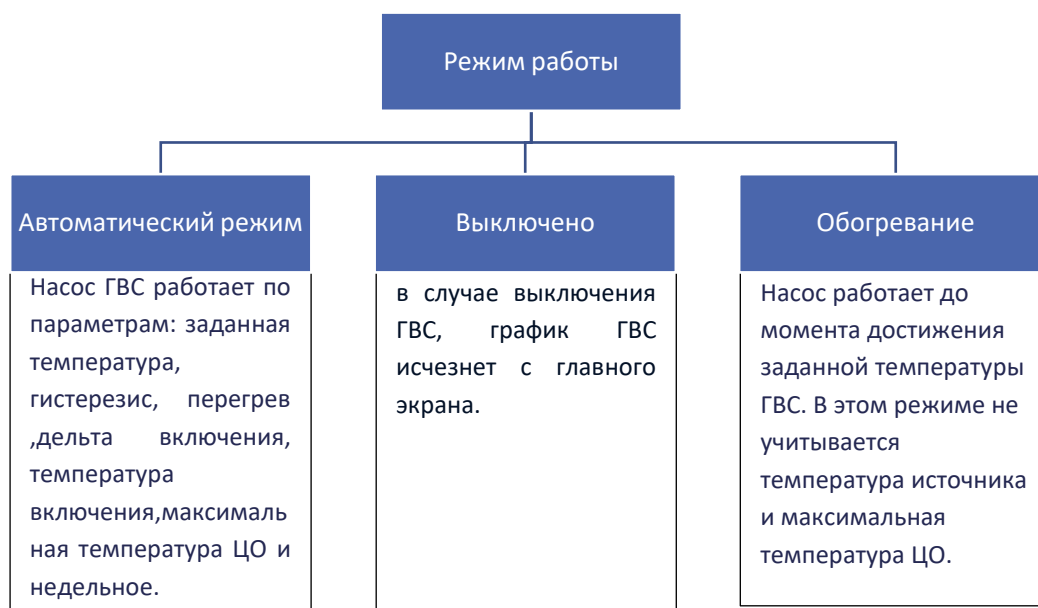 Режим работы
Автоматический режим
Насос ГВС работает по
параметрам: заданная
температура,
гистерезис, перегрев
,дельта включения,
температура
включения,максималь
ная температура ЦО и
недельное.
Выключено
в случае выключения
ГВС, график ГВС
исчезнет с главного
экрана.
Обогревание
Насос работает до
момента достижения
заданной температуры
ГВС. В этом режиме не
учитывается
температура источника
и максимальная
температура ЦО.